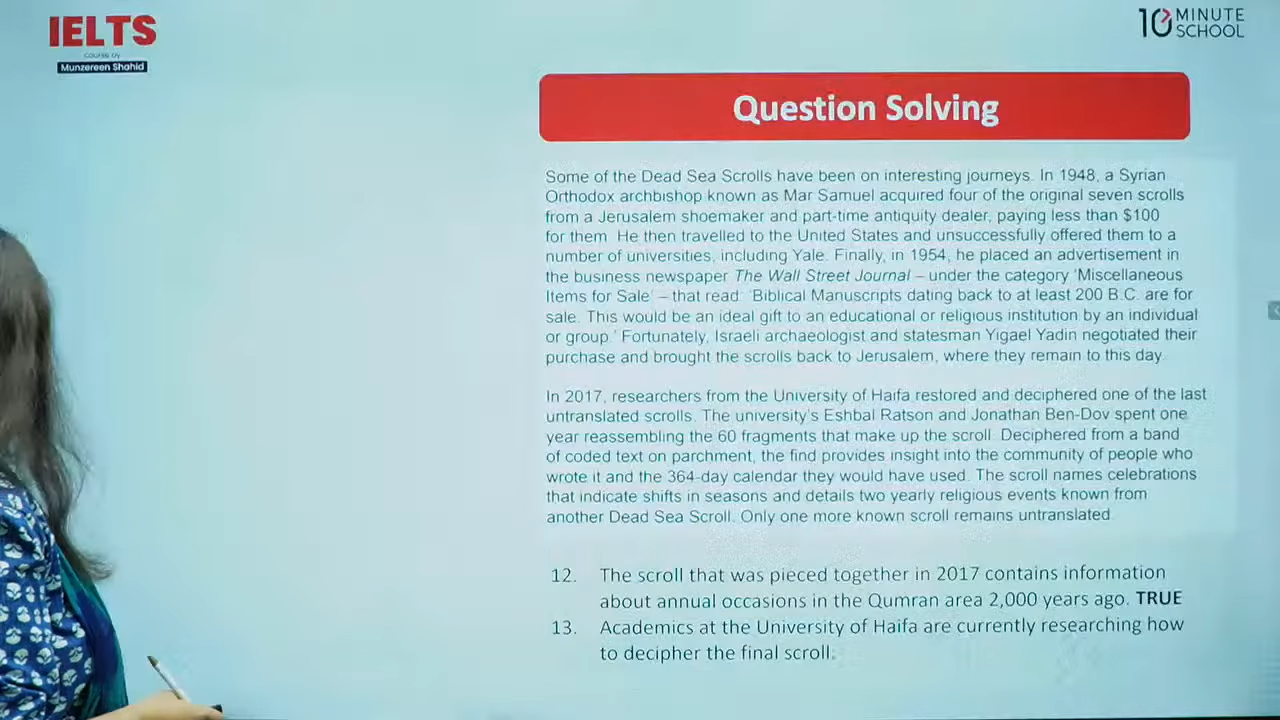 IELTS
COURSE BY
Munzereen Shahid
10 MINUTE
SCHOOL
Question Solving
Some of the Dead Sea Scrolls have been on interesting journeys. In 1948, a Syrian
Orthodox archbishop known as Mar Samuel acquired four of the original seven scrolls
from a Jerusalem shoemaker and part-time antiquity dealer, paying less than $100
for them. He then travelled to the United States and unsuccessfully offered them to a
number of universities, including Yale. Finally, in 1954, he placed an advertisement in
the business newspaper The Wall Street Journal – under the category ‘Miscellaneous
Items for Sale’ – that read: ‘Biblical Manuscripts dating back to at least 200 B.C. are for
sale. This would be an ideal gift to an educational or religious institution by an individual
or group.’ Fortunately, Israeli archaeologist and statesman Yigael Yadin negotiated their
purchase and brought the scrolls back to Jerusalem, where they remain to this day.
In 2017, researchers from the University of Haifa restored and deciphered one of the last
untranslated scrolls. The university's Eshbal Ratson and Jonathan Ben-Dov spent one
year reassembling the 60 fragments that make up the scroll. Deciphered from a band
of coded text on parchment, the find provides insight into the community of people who
wrote it and the 364-day calendar they would have used. The scroll names celebrations
that indicate shifts in seasons and details two yearly religious events known from
another Dead Sea Scroll. Only one more known scroll remains untranslated.
12. The scroll that was pieced together in 2017 contains information
about annual occasions in the Qumran area 2,000 years ago. TRUE
13. Academics at the University of Haifa are currently researching how
to decipher the final scroll.